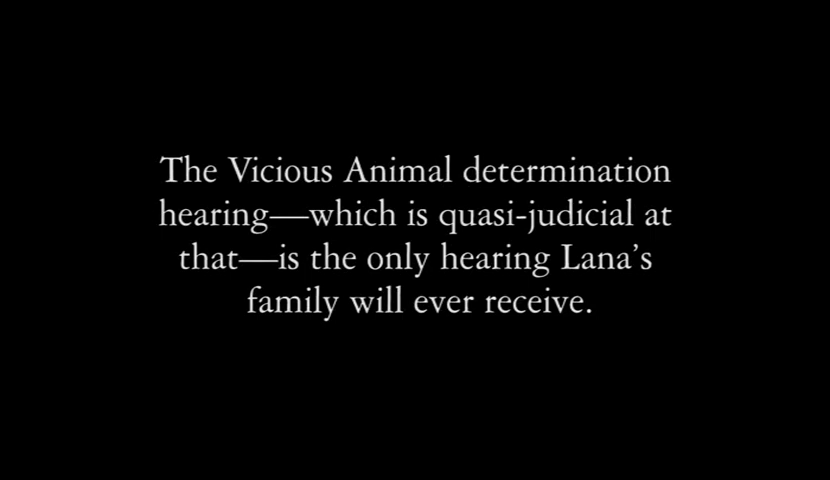 The Vicious Animal determination
hearing—which is quasi-judicial at
that—is the only hearing Lana’s
family will ever receive.